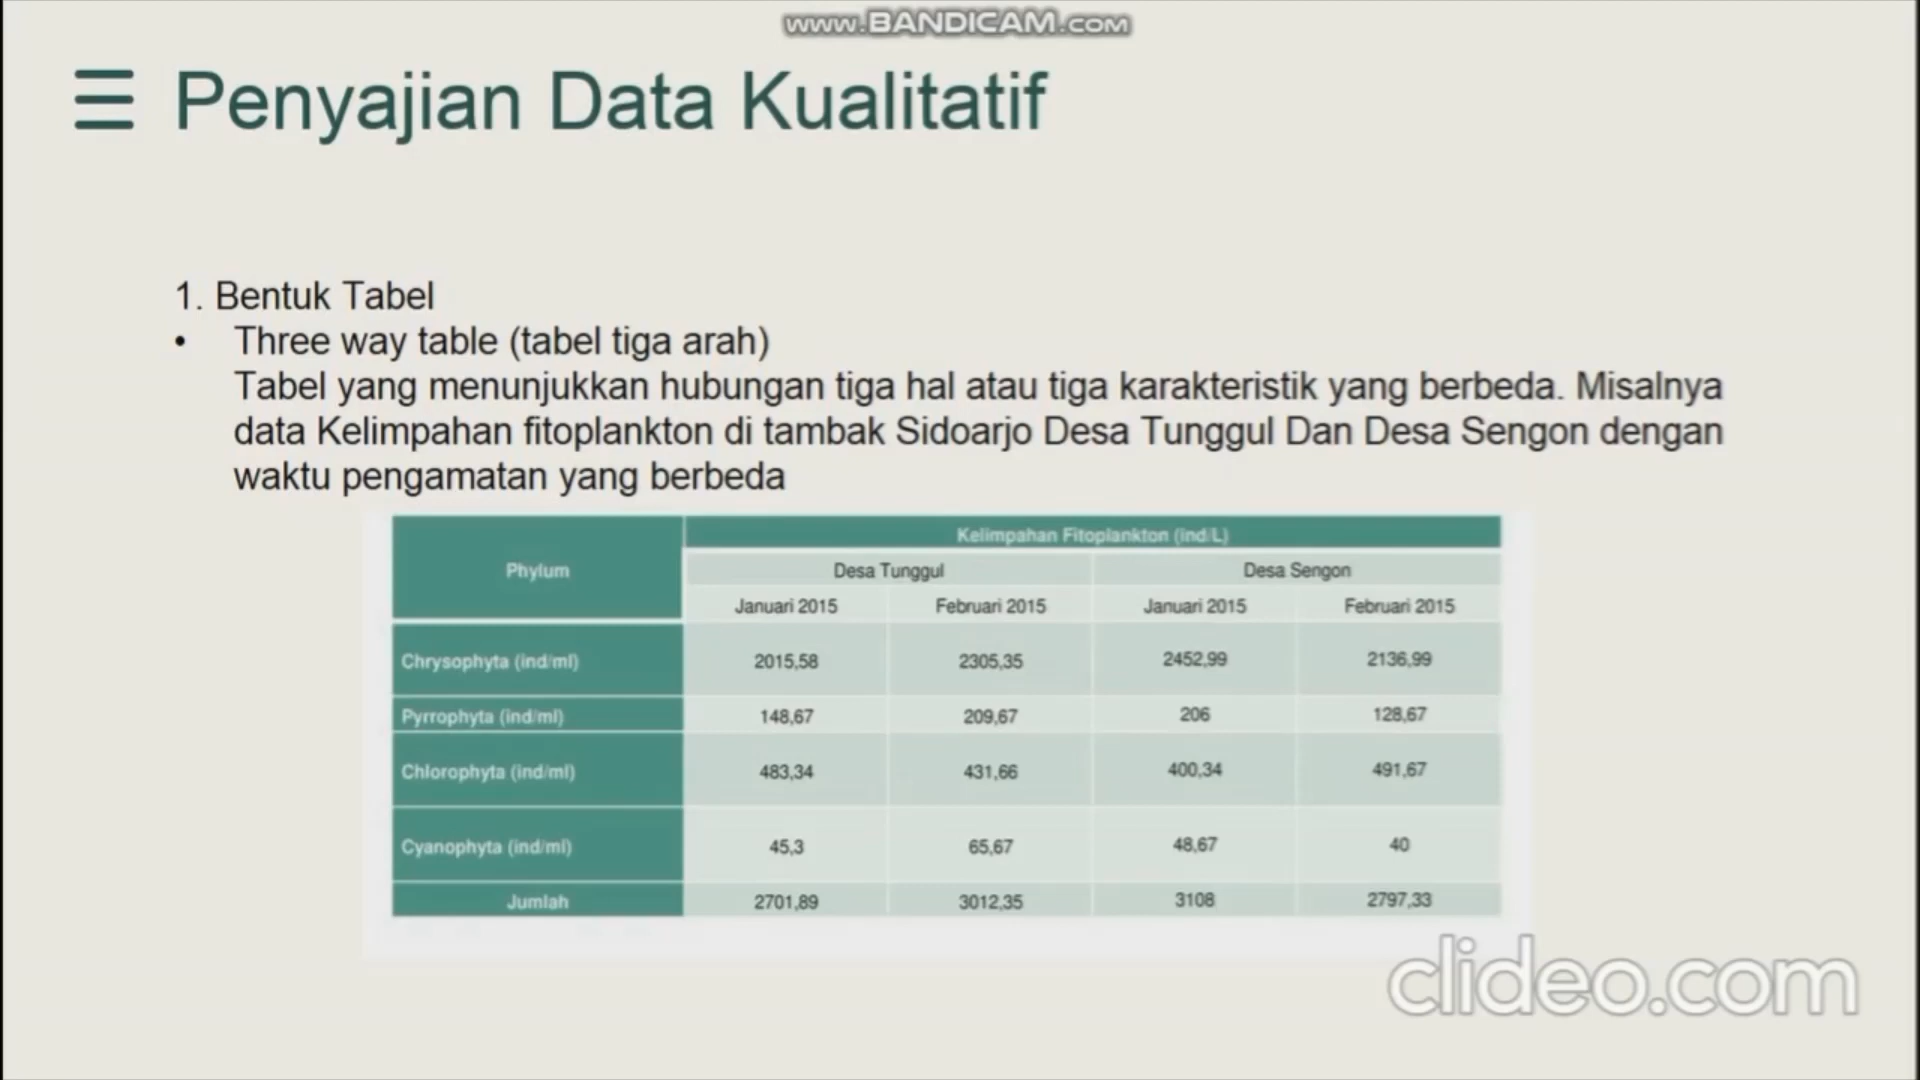 www.BANDICAM.com
Penyajian Data Kualitatif
1. Bentuk Tabel
• Three way table (tabel tiga arah)
Tabel yang menunjukkan hubungan tiga hal atau tiga karakteristik yang berbeda. Misalnya
data Kelimpahan fitoplankton di tambak Sidoarjo Desa Tunggul Dan Desa Sengon dengan
waktu pengamatan yang berbeda
Phylum
Kelimpahan Fitoplankton (ind/L)
Desa Tunggul Desa Sengon
Januari 2015 Februari 2015 Januari 2015 Februari 2015
Chrysophyta (ind/ml) 2015,58 2305,35 2452,99 2136,99
Pyrrophyta (ind/ml) 148,67 209,67 206 128,67
Chlorophyta (ind/ml) 483,34 431,66 400,34 491,67
Cyanophyta (ind/ml) 45,3 65,67 48,67 40
Jumlah 2701,89 3012,35 3108 2797,33
clideo.com